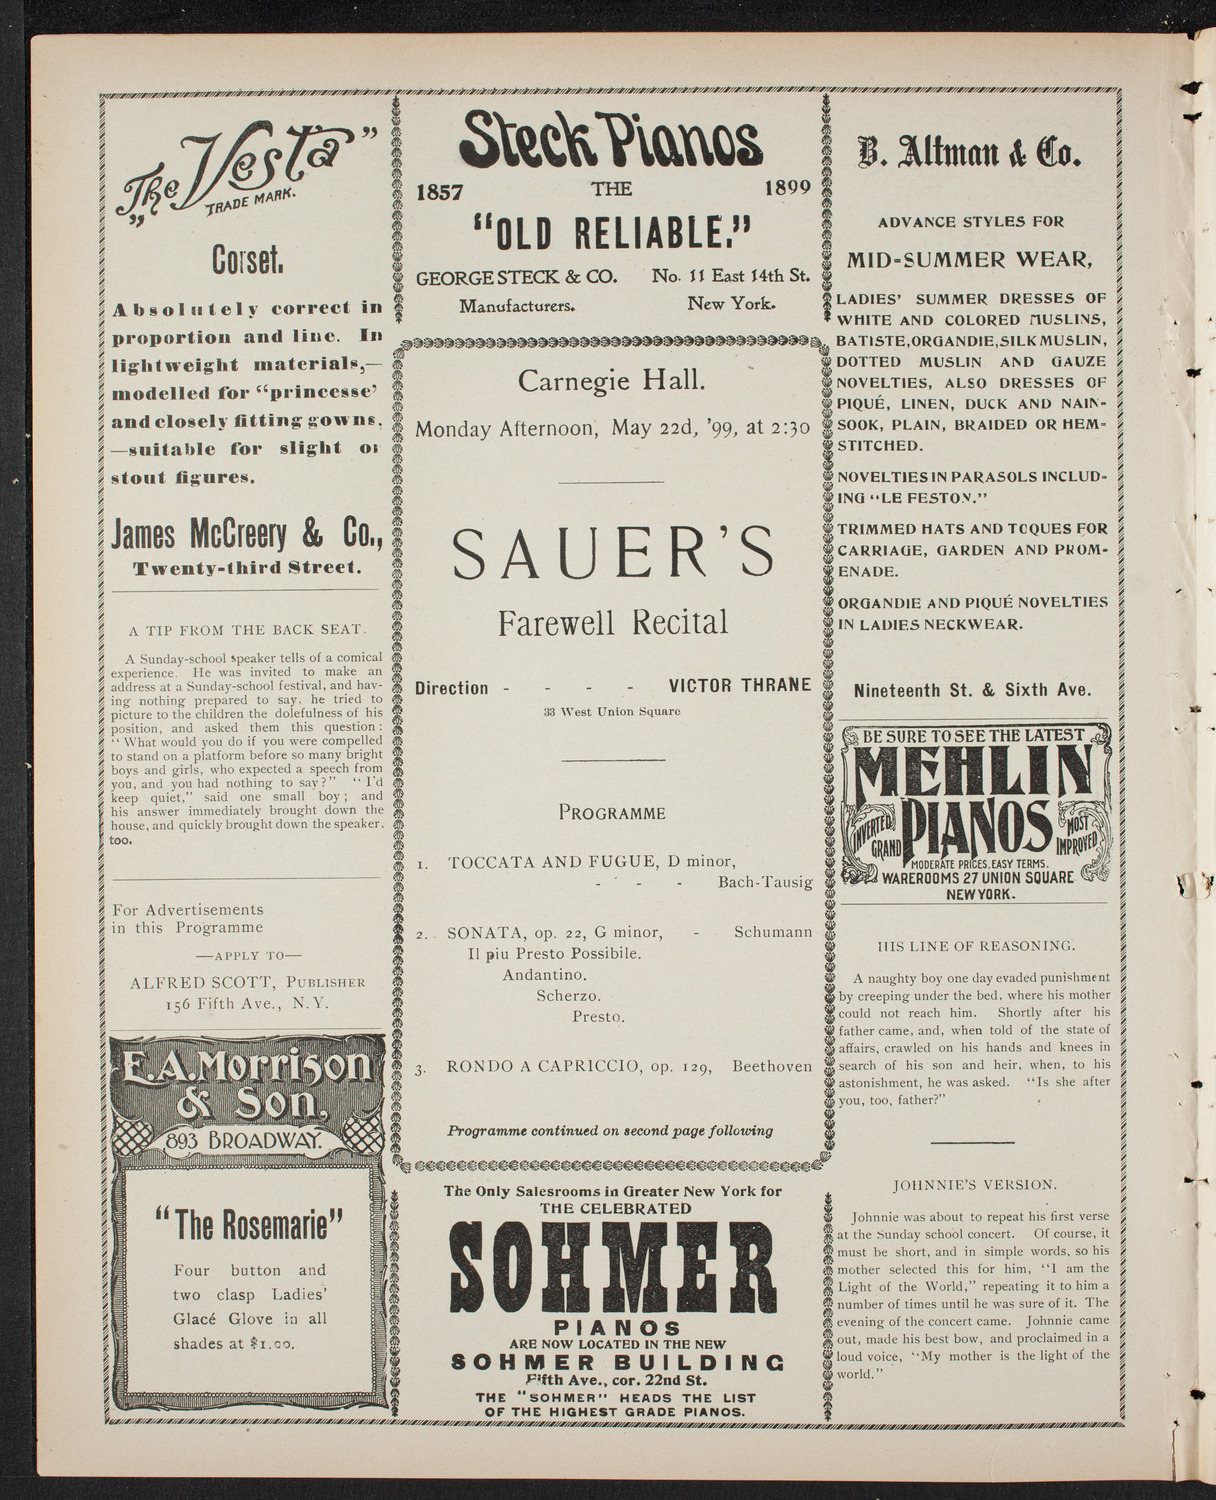 "The Vesta"
TRADE MARK.
Corset.
Absolutely correct in
proportion and line. In
lightweight materials,—
modelled for "princesse'
and closely fitting gowns.
—suitable for slight or
stout figures.
James McCreery & Co.,
Twenty-third Street.
A TIP FROM THE BACK SEAT.
A Sunday-school speaker tells of a comical
experience. He was invited to make an
address at a Sunday-school festival, and hav-
ing nothing prepared to say, he tried to
picture to the children the dolefulness of his
position, and asked them this question:
"What would you do if you were compelled
to stand on a platform before so many bright
boys and girls, who expected a speech from
you, and you had nothing to say?" "I'd
keep quiet," said one small boy; and
his answer immediately brought down the
house, and quickly brought down the speaker,
too.
For Advertisements
in this Programme
—APPLY TO—
ALFRED SCOTT, PUBLISHER
156 Fifth Ave., N. Y.
E.A. Morrison
& Son,
893 BROADWAY.
"The Rosemarie"
Four button and
two clasp Ladies'
Glacé Glove in all
shades at $1.00.
Steck Pianos
1857 THE 1899
"OLD RELIABLE."
GEORGE STECK & CO. No. 11 East 14th St.
Manufacturers. New York.
Carnegie Hall.
Monday Afternoon, May 22d, '99, at 2:30
SAUER'S
Farewell Recital
Direction - - - - VICTOR THRANE
33 West Union Square
PROGRAMME
1. TOCCATA AND FUGUE, D minor,
- - - Bach-Tausig
2. SONATA, op. 22, G minor, - Schumann
Il piu Presto Possibile.
Andantino.
Scherzo.
Presto.
3. RONDO A CAPRICCIO, op. 129, Beethoven
Programme continued on second page following
The Only Salesrooms in Greater New York for
THE CELEBRATED
SOHMER
PIANOS
ARE NOW LOCATED IN THE NEW
SOHMER BUILDING
Fifth Ave., cor. 22nd St.
THE "SOHMER" HEADS THE LIST
OF THE HIGHEST GRADE PIANOS.
B. Altman & Co.
ADVANCE STYLES FOR
MID-SUMMER WEAR,
LADIES' SUMMER DRESSES OF
WHITE AND COLORED MUSLINS,
BATISTE, ORGANDIE, SILK MUSLIN,
DOTTED MUSLIN AND GAUZE
NOVELTIES, ALSO DRESSES OF
PIQUÉ, LINEN, DUCK AND NAIN-
SOOK, PLAIN, BRAIDED OR HEM-
STITCHED.
NOVELTIES IN PARASOLS INCLUD-
ING "LE FESTON."
TRIMMED HATS AND TOQUES FOR
CARRIAGE, GARDEN AND PROM-
ENADE.
ORGANDIE AND PIQUÉ NOVELTIES
IN LADIES NECKWEAR.
Nineteenth St. & Sixth Ave.
BE SURE TO SEE THE LATEST
MEHLIN
INVERTED GRAND PIANOS MOST IMPROVED
MODERATE PRICES. EASY TERMS.
WAREROOMS 27 UNION SQUARE
NEW YORK.
HIS LINE OF REASONING.
A naughty boy one day evaded punishment
by creeping under the bed, where his mother
could not reach him. Shortly after his
father came, and, when told of the state of
affairs, crawled on his hands and knees in
search of his son and heir, when, to his
astonishment, he was asked. "Is she after
you, too, father?"
JOHNNIE'S VERSION.
Johnnie was about to repeat his first verse
at the Sunday school concert. Of course, it
must be short, and in simple words, so his
mother selected this for him, "I am the
Light of the World," repeating it to him a
number of times until he was sure of it. The
evening of the concert came. Johnnie came
out, made his best bow, and proclaimed in a
loud voice, "My mother is the light of the
world."